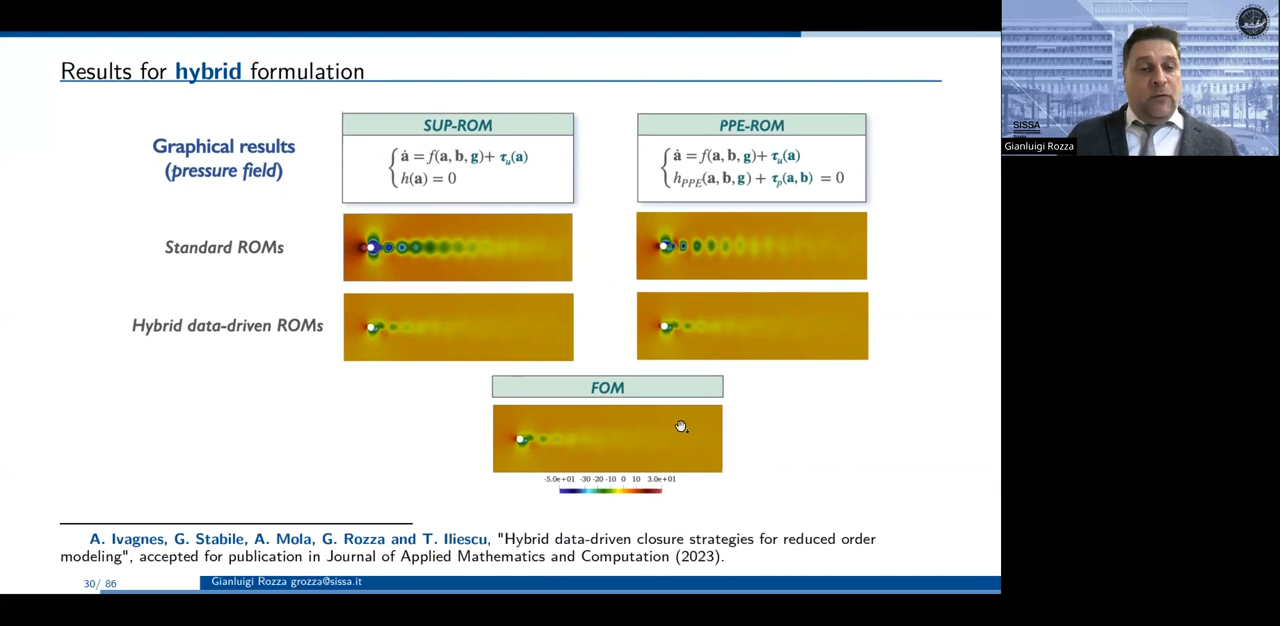 Results for hybrid formulation
Graphical results
(pressure field)
SUP-ROM
ȧ = f(a, b, g)+ τᵤ(a)
h(a) = 0
PPE-ROM
ȧ = f(a, b, g)+ τᵤ(a)
h_PPE(a, b, g) + τₚ(a, b) = 0
Standard ROMs
Hybrid data-driven ROMs
FOM
-5.0e+01 -30 -20 -10 0 10 3.0e+01
A. Ivagnes, G. Stabile, A. Mola, G. Rozza and T. Iliescu, "Hybrid data-driven closure strategies for reduced order
modeling", accepted for publication in Journal of Applied Mathematics and Computation (2023).
30/ 86
Gianluigi Rozza grozza@sissa.it
SISSA
Gianluigi Rozza